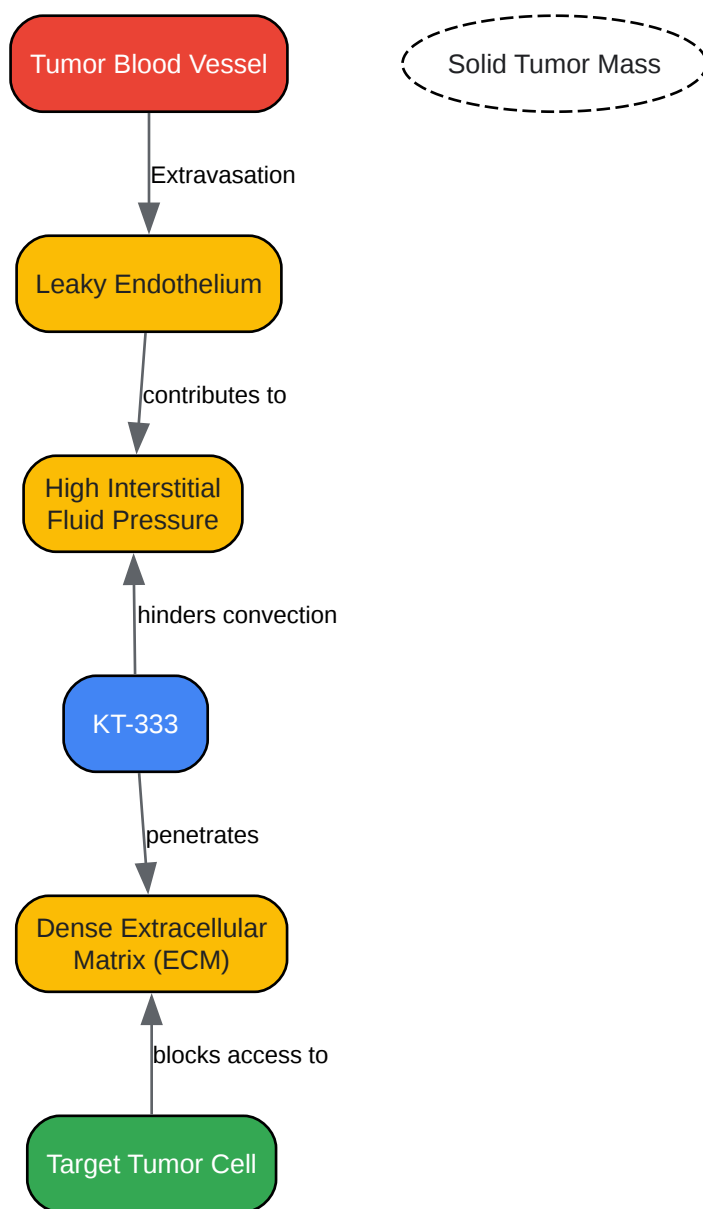 Tumor Blood Vessel
Solid Tumor Mass
Extravasation
Leaky Endothelium
contributes to
High Interstitial
Fluid Pressure
hinders convection
KT-333
penetrates
Dense Extracellular
Matrix (ECM)
blocks access to
Target Tumor Cell